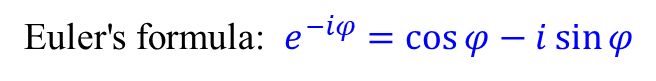 Euler's formula: e^{-iφ} = cos φ − i sin φ